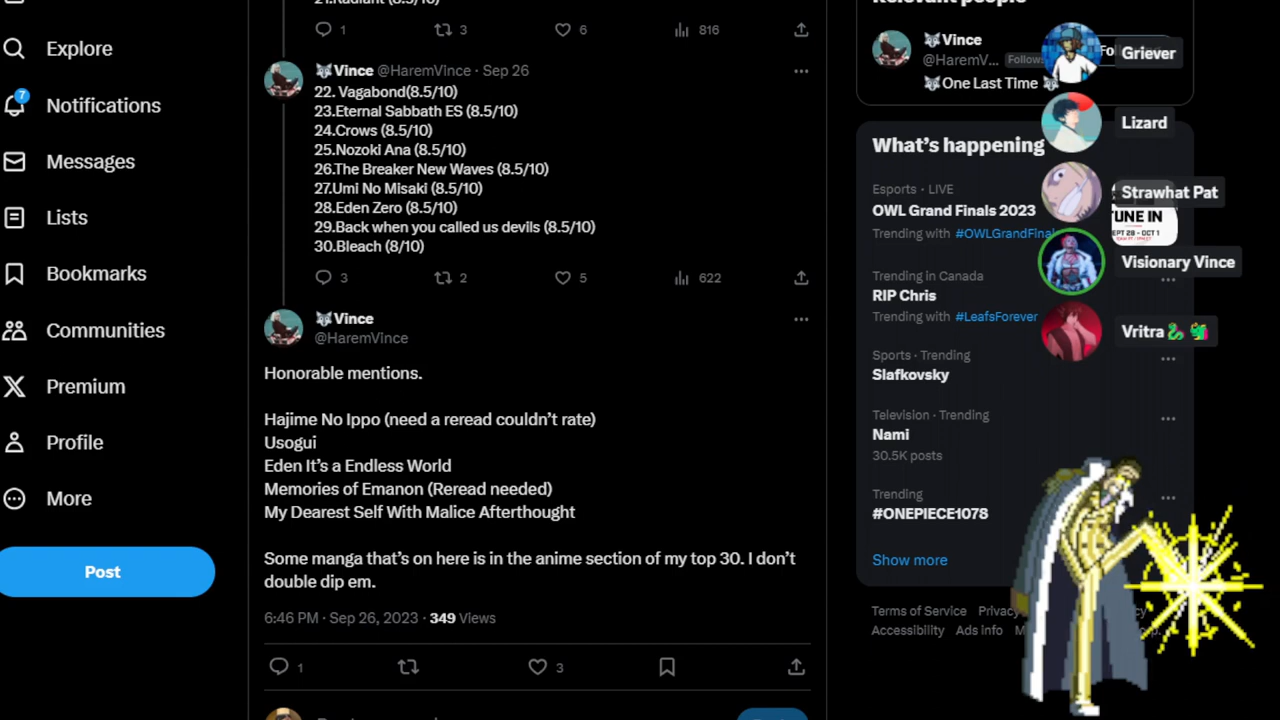 Explore
7
Notifications
Messages
Lists
Bookmarks
Communities
Premium
Profile
More
Post
1
3
6
816
Vince @HaremVince · Sep 26
22. Vagabond(8.5/10)
23.Eternal Sabbath ES (8.5/10)
24.Crows (8.5/10)
25.Nozoki Ana (8.5/10)
26.The Breaker New Waves (8.5/10)
27.Umi No Misaki (8.5/10)
28.Eden Zero (8.5/10)
29.Back when you called us devils (8.5/10)
30.Bleach (8/10)
3
2
5
622
Vince
@HaremVince
Honorable mentions.
Hajime No Ippo (need a reread couldn't rate)
Usogui
Eden It's a Endless World
Memories of Emanon (Reread needed)
My Dearest Self With Malice Afterthought
Some manga that's on here is in the anime section of my top 30. I don't
double dip em.
6:46 PM · Sep 26, 2023 · 349 Views
1
3
Relevant people
Vince
@HaremV... Follows
One Last Time
What's happening
Esports · LIVE
OWL Grand Finals 2023
Trending with #OWLGrandFinal
TUNE IN
SEPT 28 - OCT 1
Trending in Canada
RIP Chris
Trending with #LeafsForever
Sports · Trending
Slafkovsky
Television · Trending
Nami
30.5K posts
Trending
#ONEPIECE1078
Show more
Terms of Service
Accessibility Ads info
Griever
Lizard
Strawhat Pat
Visionary Vince
Vritra